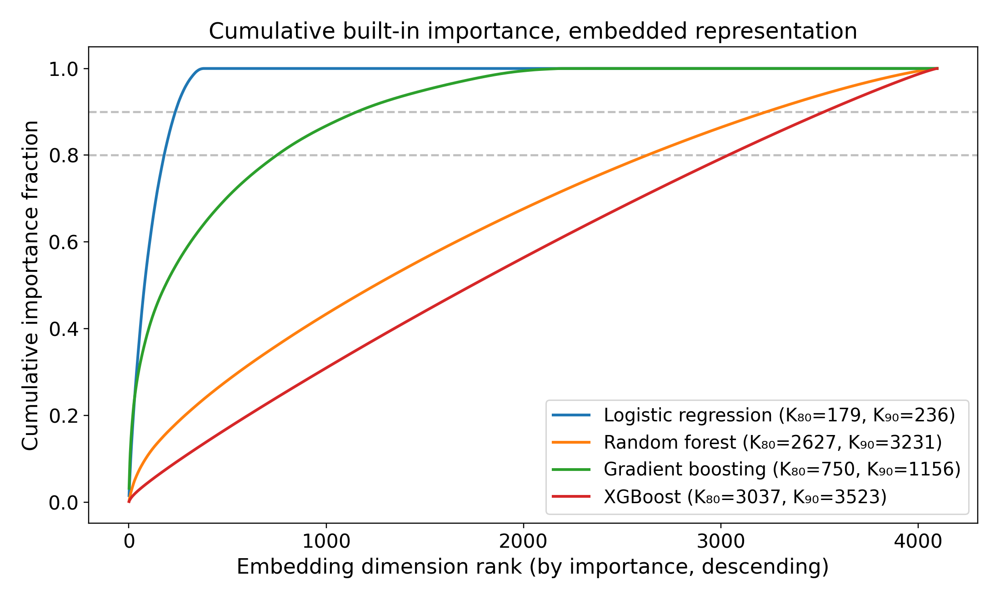 Cumulative built-in importance, embedded representation
Cumulative importance fraction
1.0
0.8
0.6
0.4
0.2
0.0
Logistic regression (K₈₀=179, K₉₀=236)
Random forest (K₈₀=2627, K₉₀=3231)
Gradient boosting (K₈₀=750, K₉₀=1156)
XGBoost (K₈₀=3037, K₉₀=3523)
0 1000 2000 3000 4000
Embedding dimension rank (by importance, descending)